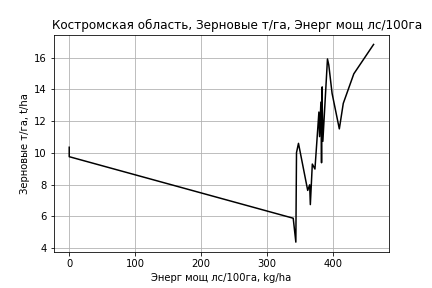 Костромская область, Зерновые т/га, Энерг мощ лс/100га
Зерновые т/га, t/ha
16
14
12
10
8
6
4
0 100 200 300 400
Энерг мощ лс/100га, kg/ha